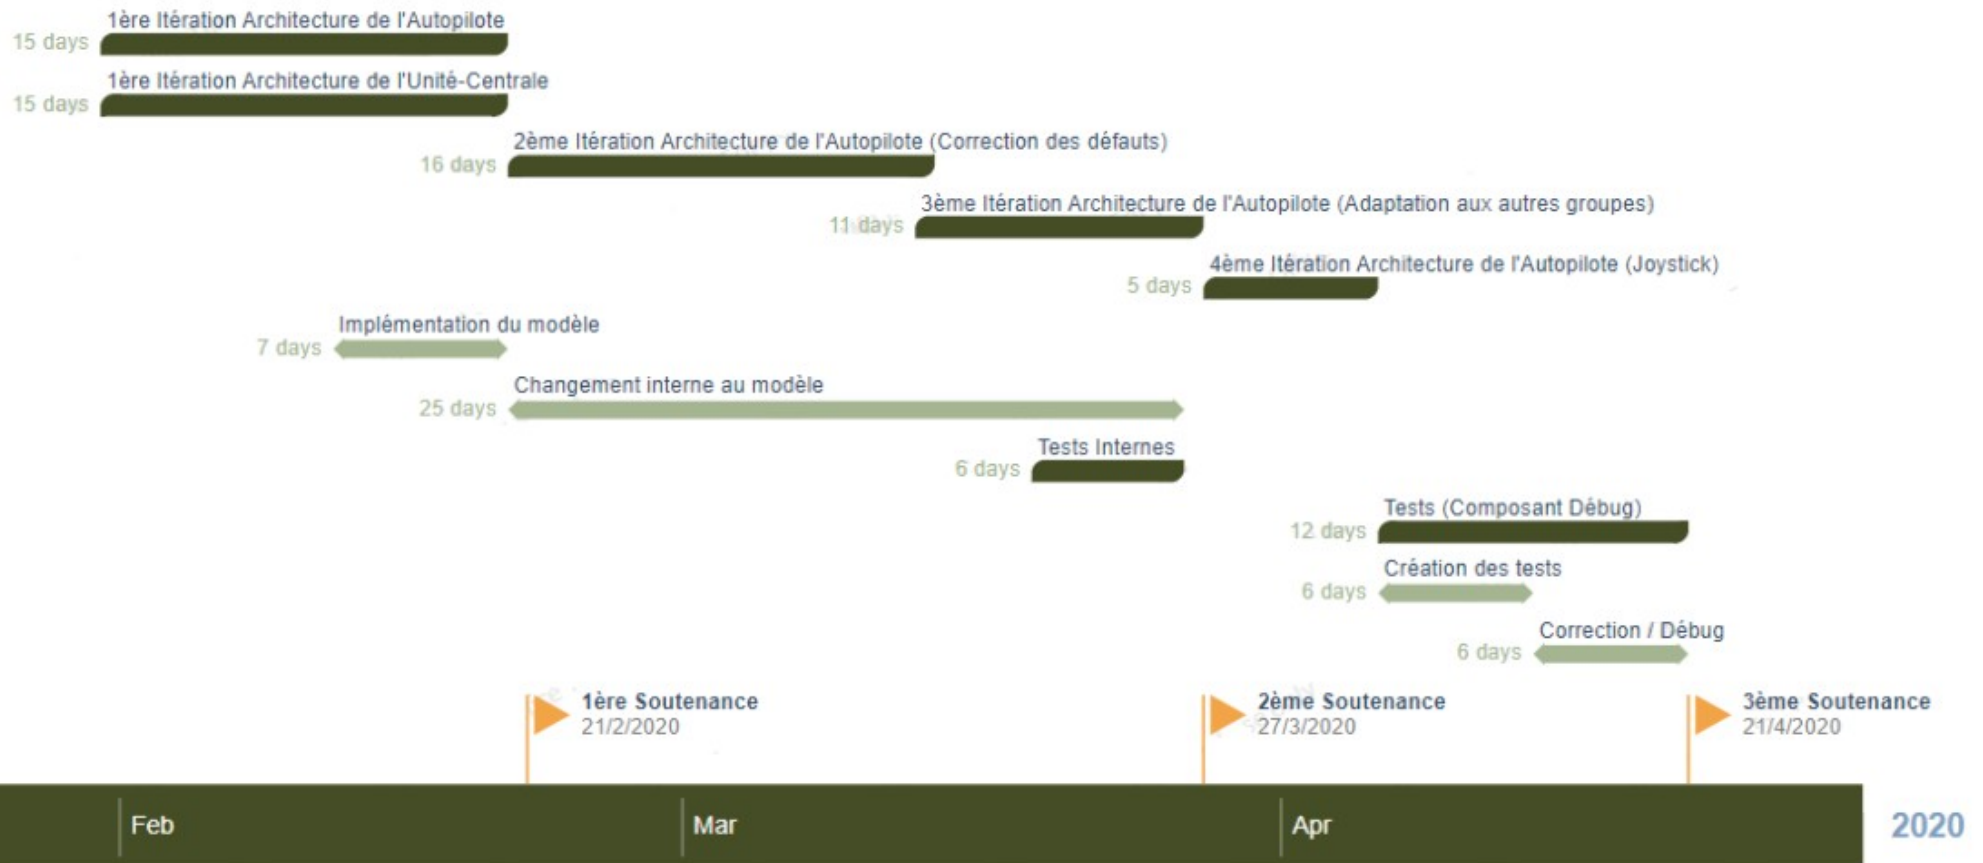 1ère Itération Architecture de l'Autopilote
15 days
1ère Itération Architecture de l'Unité-Centrale
15 days
2ème Itération Architecture de l'Autopilote (Correction des défauts)
16 days
3ème Itération Architecture de l'Autopilote (Adaptation aux autres groupes)
11 days
4ème Itération Architecture de l'Autopilote (Joystick)
5 days
Implémentation du modèle
7 days
Changement interne au modèle
25 days
Tests Internes
6 days
Tests (Composant Débug)
12 days
Création des tests
6 days
Correction / Débug
6 days
1ère Soutenance
21/2/2020
2ème Soutenance
27/3/2020
3ème Soutenance
21/4/2020
Feb
Mar
Apr
2020